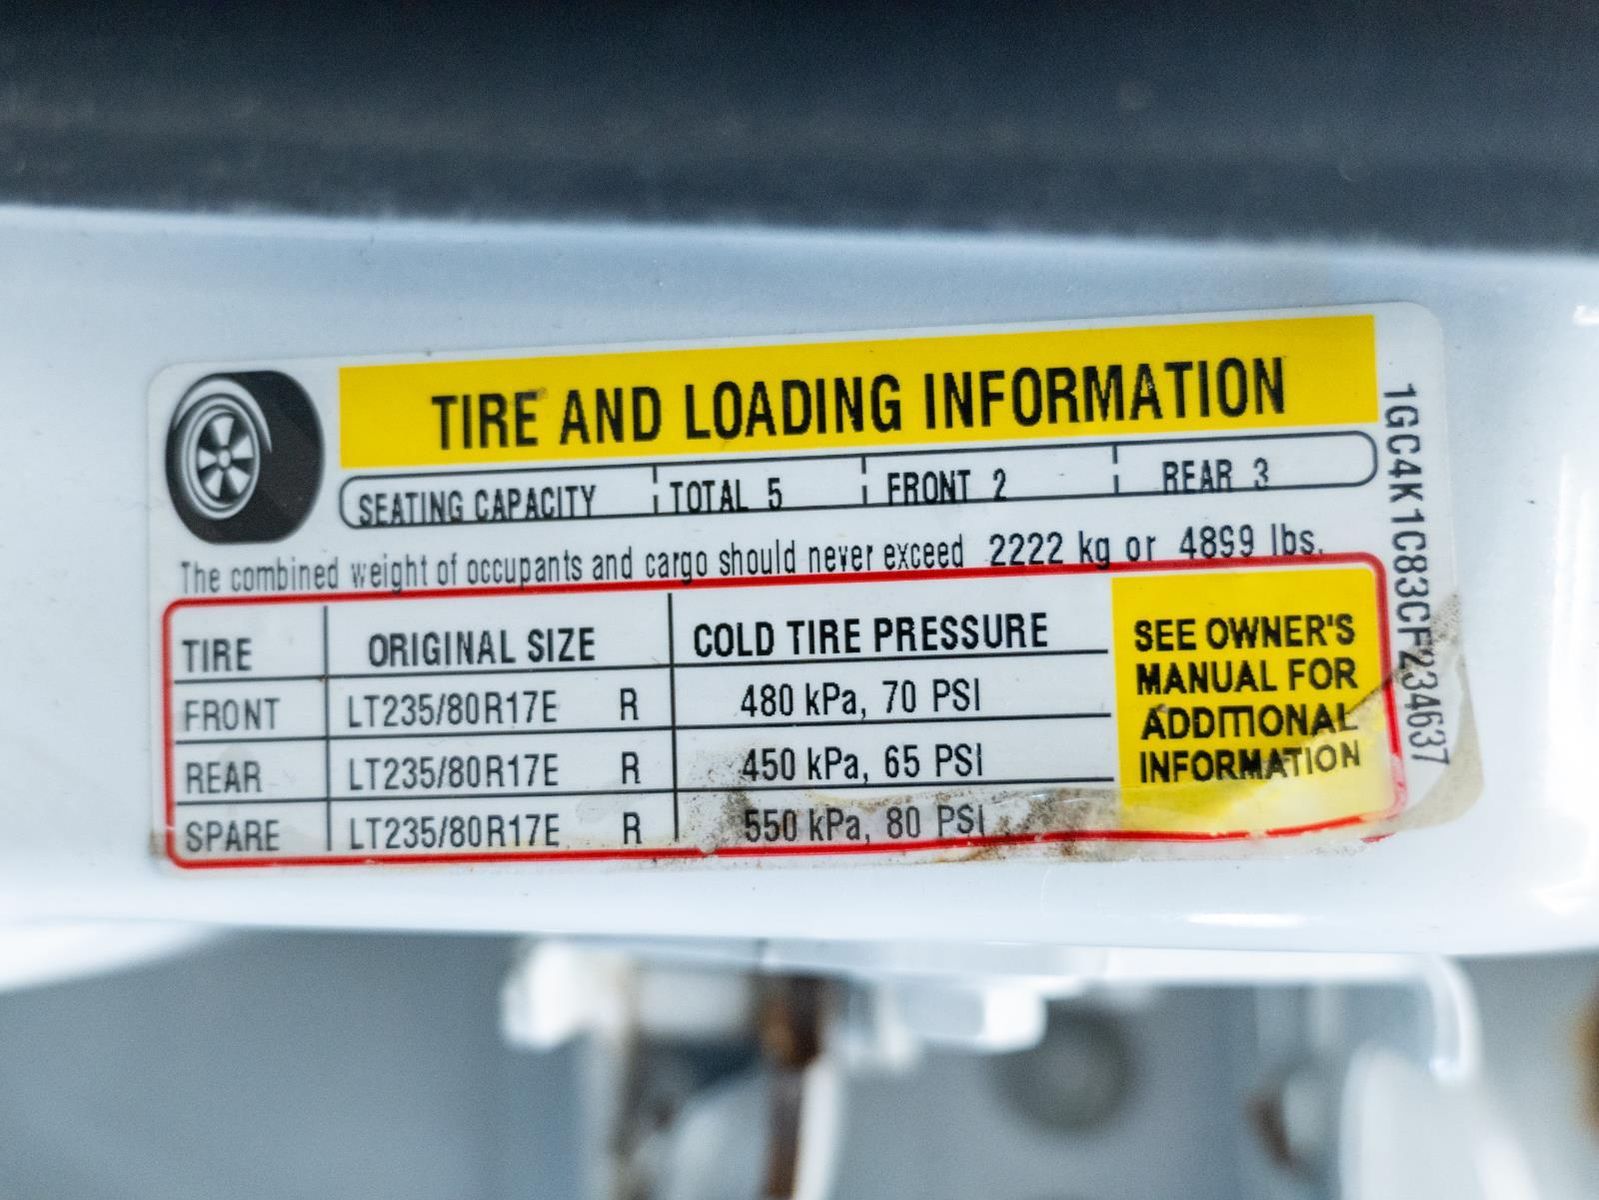 TIRE AND LOADING INFORMATION
SEATING CAPACITY TOTAL 5 FRONT 2 REAR 3
The combined weight of occupants and cargo should never exceed 2222 kg or 4899 lbs.
TIRE ORIGINAL SIZE COLD TIRE PRESSURE
FRONT LT235/80R17E R 480 kPa, 70 PSI
REAR LT235/80R17E R 450 kPa, 65 PSI
SPARE LT235/80R17E R 550 kPa, 80 PSI
SEE OWNER'S
MANUAL FOR
ADDITIONAL
INFORMATION
1GC4K1C83CF234637